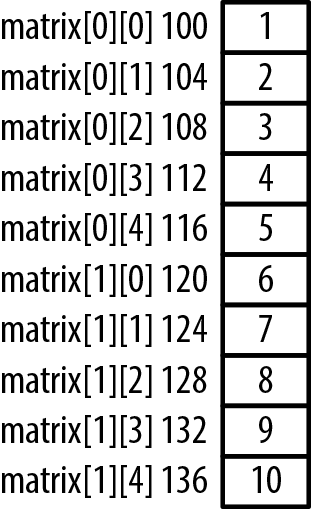 matrix[0][0] 100 1
matrix[0][1] 104 2
matrix[0][2] 108 3
matrix[0][3] 112 4
matrix[0][4] 116 5
matrix[1][0] 120 6
matrix[1][1] 124 7
matrix[1][2] 128 8
matrix[1][3] 132 9
matrix[1][4] 136 10